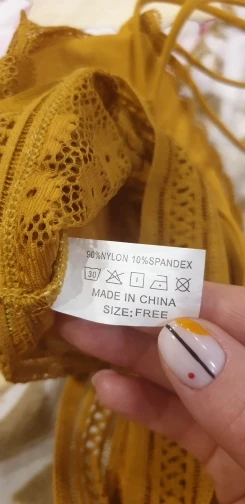 90%NYLON 10%SPANDEX
30
MADE IN CHINA
SIZE;FREE